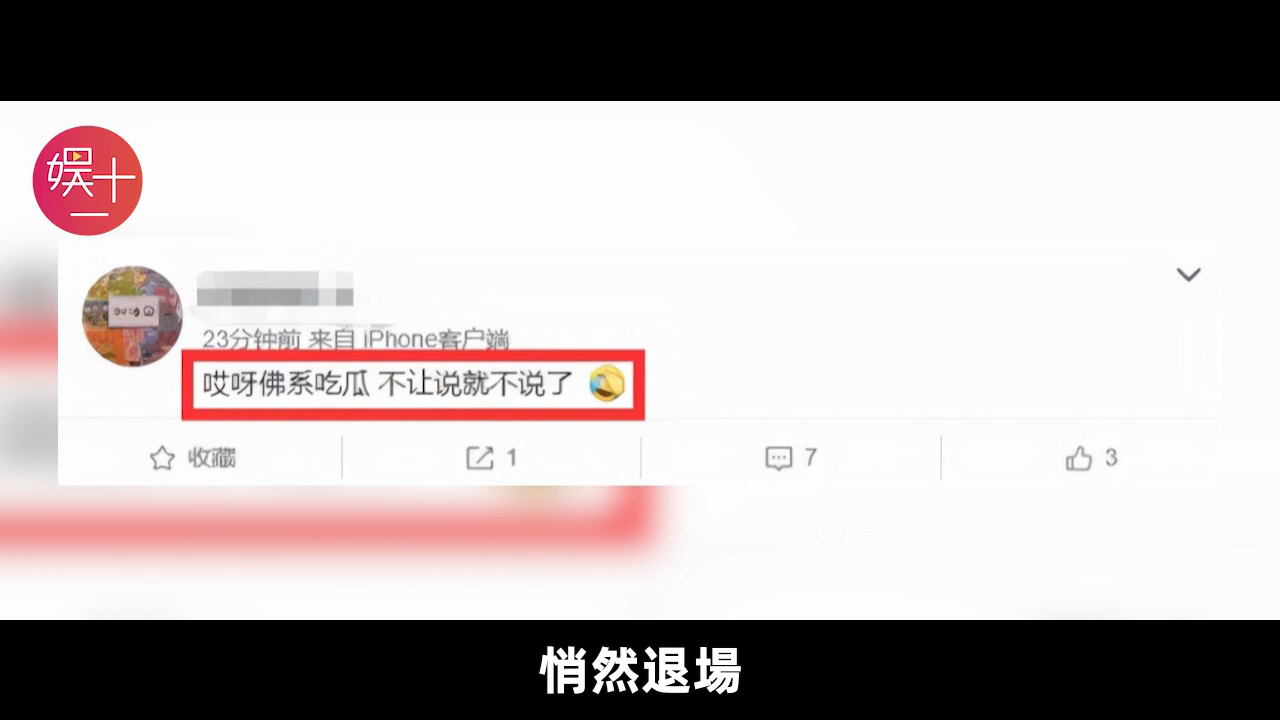 娱十一
23分钟前 来自 iPhone客户端
哎呀佛系吃瓜 不让说就不说了
收藏
1
7
3
悄然退場